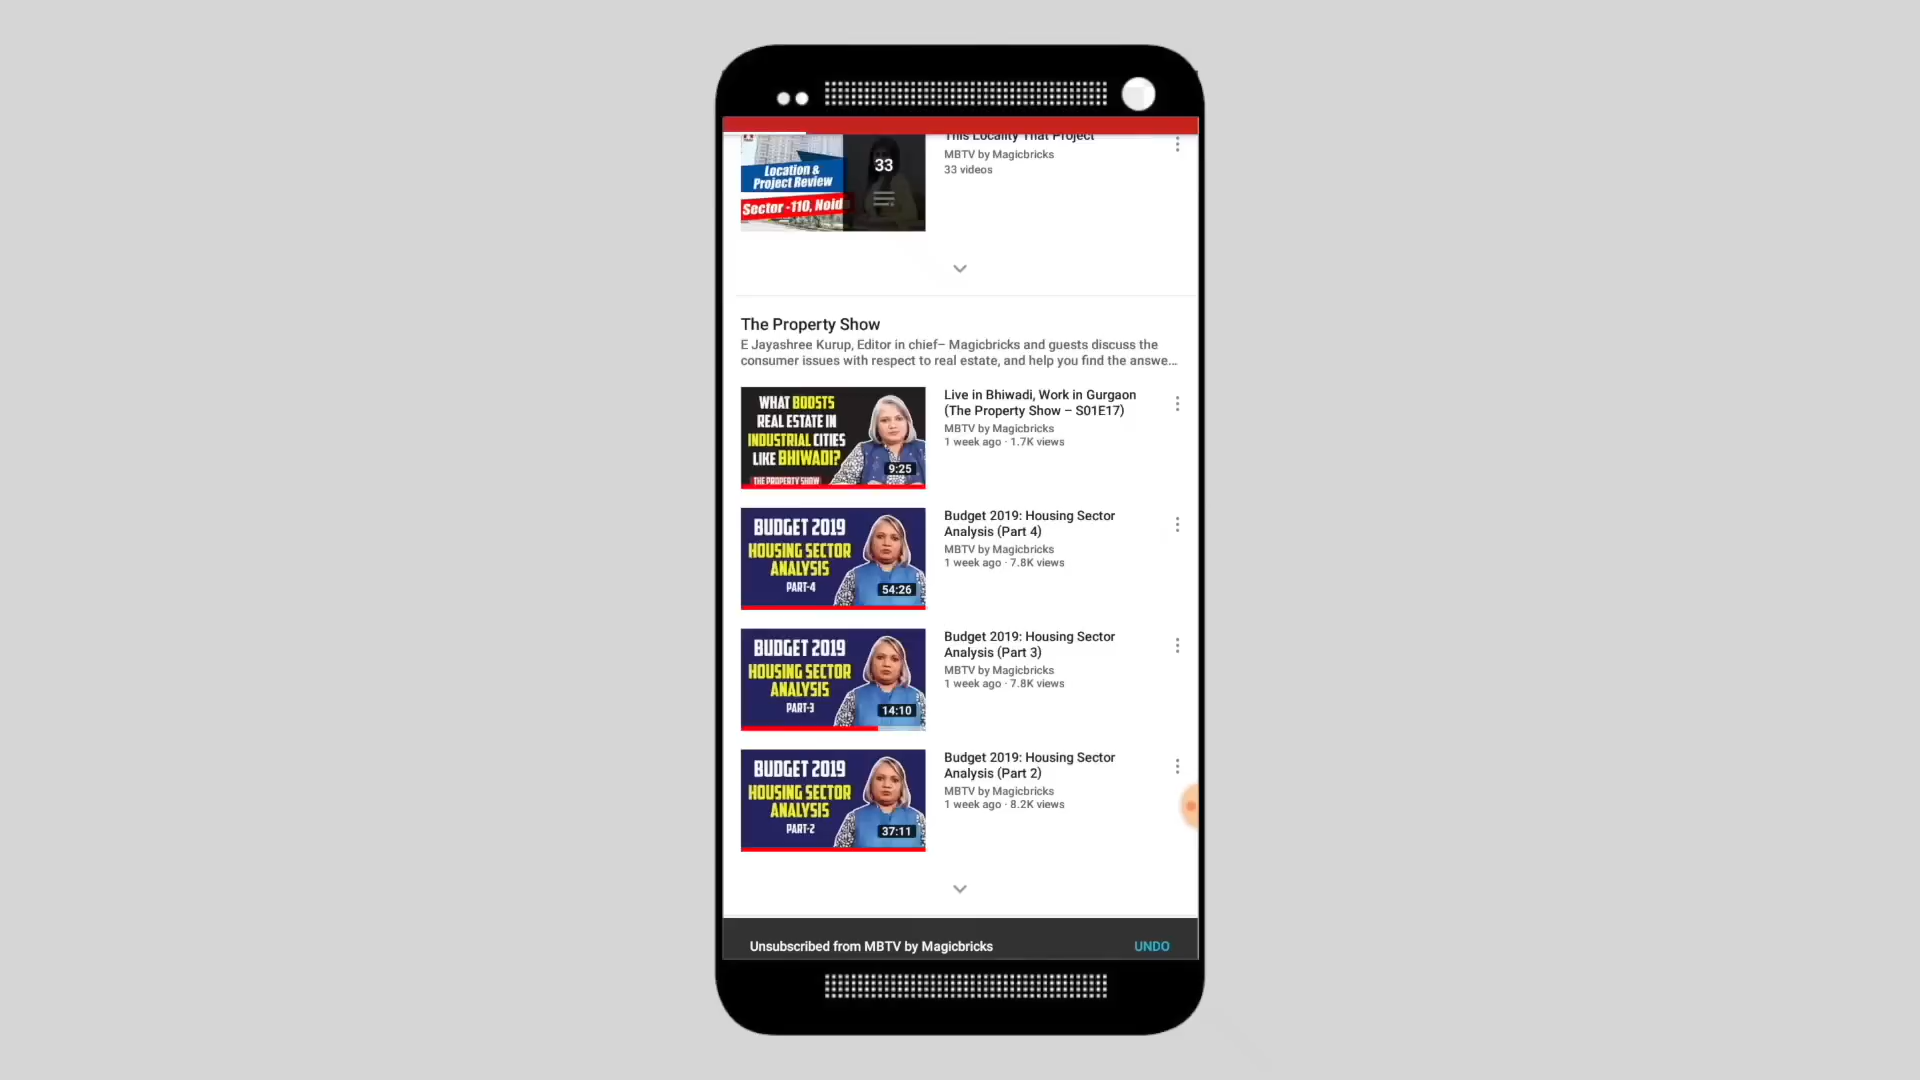 This Locality That Project
MBTV by Magicbricks
33 videos
33
Location &
Project Review
Sector -110, Noida
The Property Show
E Jayashree Kurup, Editor in chief– Magicbricks and guests discuss the
consumer issues with respect to real estate, and help you find the answe...
WHAT BOOSTS
REAL ESTATE IN
INDUSTRIAL CITIES
LIKE BHIWADI?
THE PROPERTY SHOW
9:25
Live in Bhiwadi, Work in Gurgaon
(The Property Show – S01E17)
MBTV by Magicbricks
1 week ago · 1.7K views
BUDGET 2019
HOUSING SECTOR
ANALYSIS
PART-4
54:26
Budget 2019: Housing Sector
Analysis (Part 4)
MBTV by Magicbricks
1 week ago · 7.8K views
BUDGET 2019
HOUSING SECTOR
ANALYSIS
PART-3
14:10
Budget 2019: Housing Sector
Analysis (Part 3)
MBTV by Magicbricks
1 week ago · 7.8K views
BUDGET 2019
HOUSING SECTOR
ANALYSIS
PART-2
37:11
Budget 2019: Housing Sector
Analysis (Part 2)
MBTV by Magicbricks
1 week ago · 8.2K views
Unsubscribed from MBTV by Magicbricks
UNDO